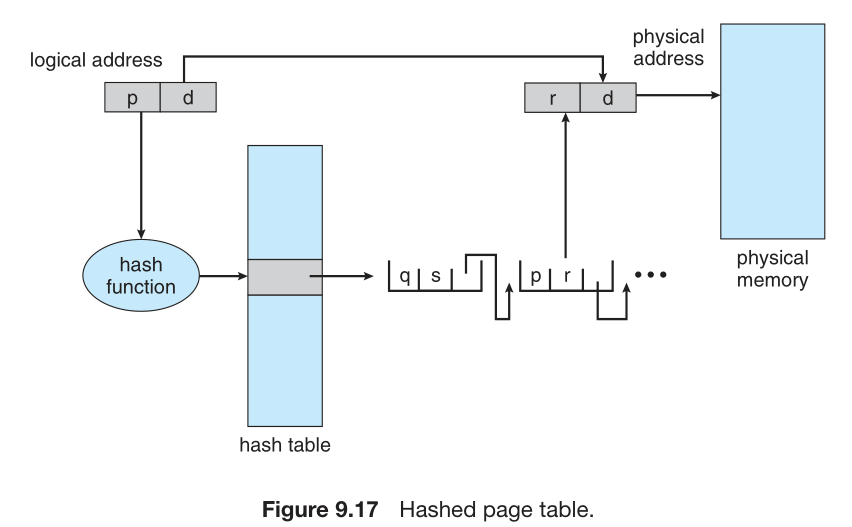 logical address
physical
address
p d
r d
hash
function
q s
p r
•••
physical
memory
hash table
Figure 9.17 Hashed page table.